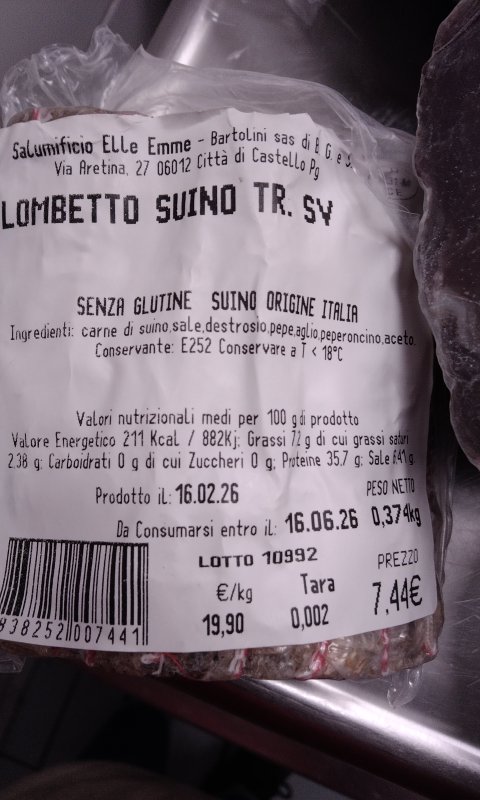 Salumificio Elle Emme - Bartolini sas di B. G. e S.
Via Aretina, 27 06012 Città di Castello Pg
LOMBETTO SUINO TR. SV
SENZA GLUTINE SUINO ORIGINE ITALIA
Ingredienti: carne di suino,sale,destrosio,pepe,aglio,peperoncino,aceto.
Conservante: E252 Conservare a T < 18°C
Valori nutrizionali medi per 100 g di prodotto
Valore Energetico 211 Kcal / 882Kj; Grassi 7.2 g di cui grassi saturi
2.38 g; Carboidrati 0 g di cui Zuccheri 0 g; Proteine 35.7 g; Sale 6.41 g
Prodotto il: 16.02.26
PESO NETTO
Da Consumarsi entro il: 16.06.26 0,374kg
LOTTO 10992
PREZZO
€/kg Tara
7,44€
19,90 0,002
838252 007441